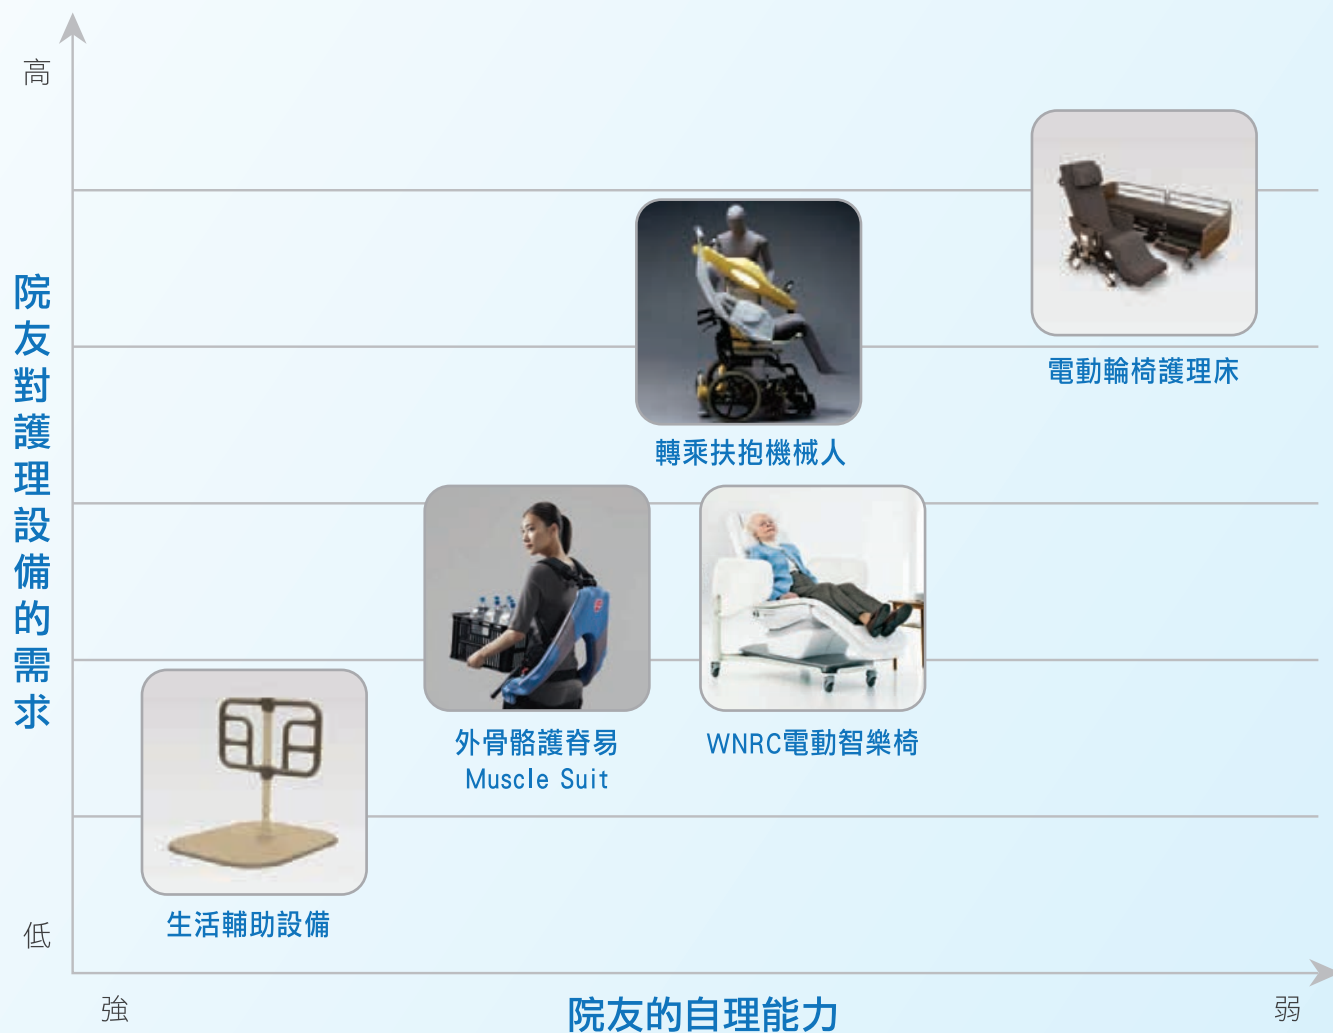 高
院友對護理設備的需求
電動輪椅護理床
轉乘扶抱機械人
外骨骼護脊易
Muscle Suit
WNRC電動智樂椅
生活輔助設備
低
強
院友的自理能力
弱